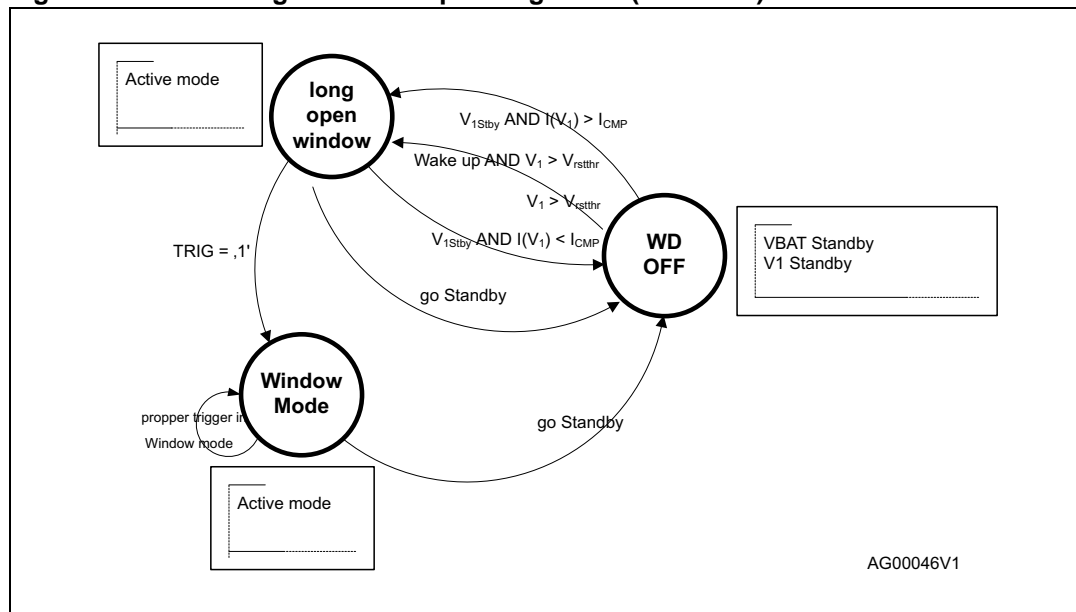 Active mode
long
open
window
V1Stby AND I(V1) > ICMP
Wake up AND V1 > Vrstthr
V1 > Vrstthr
V1Stby AND I(V1) < ICMP
WD
OFF
VBAT Standby
V1 Standby
TRIG = ‚1'
go Standby
Window
Mode
propper trigger in
Window mode
go Standby
Active mode
AG00046V1